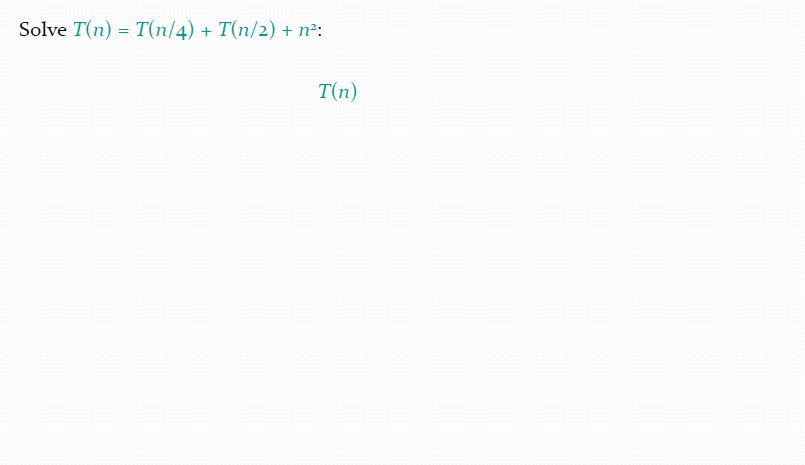 Solve T(n) = T(n/4) + T(n/2) + n²:
T(n)